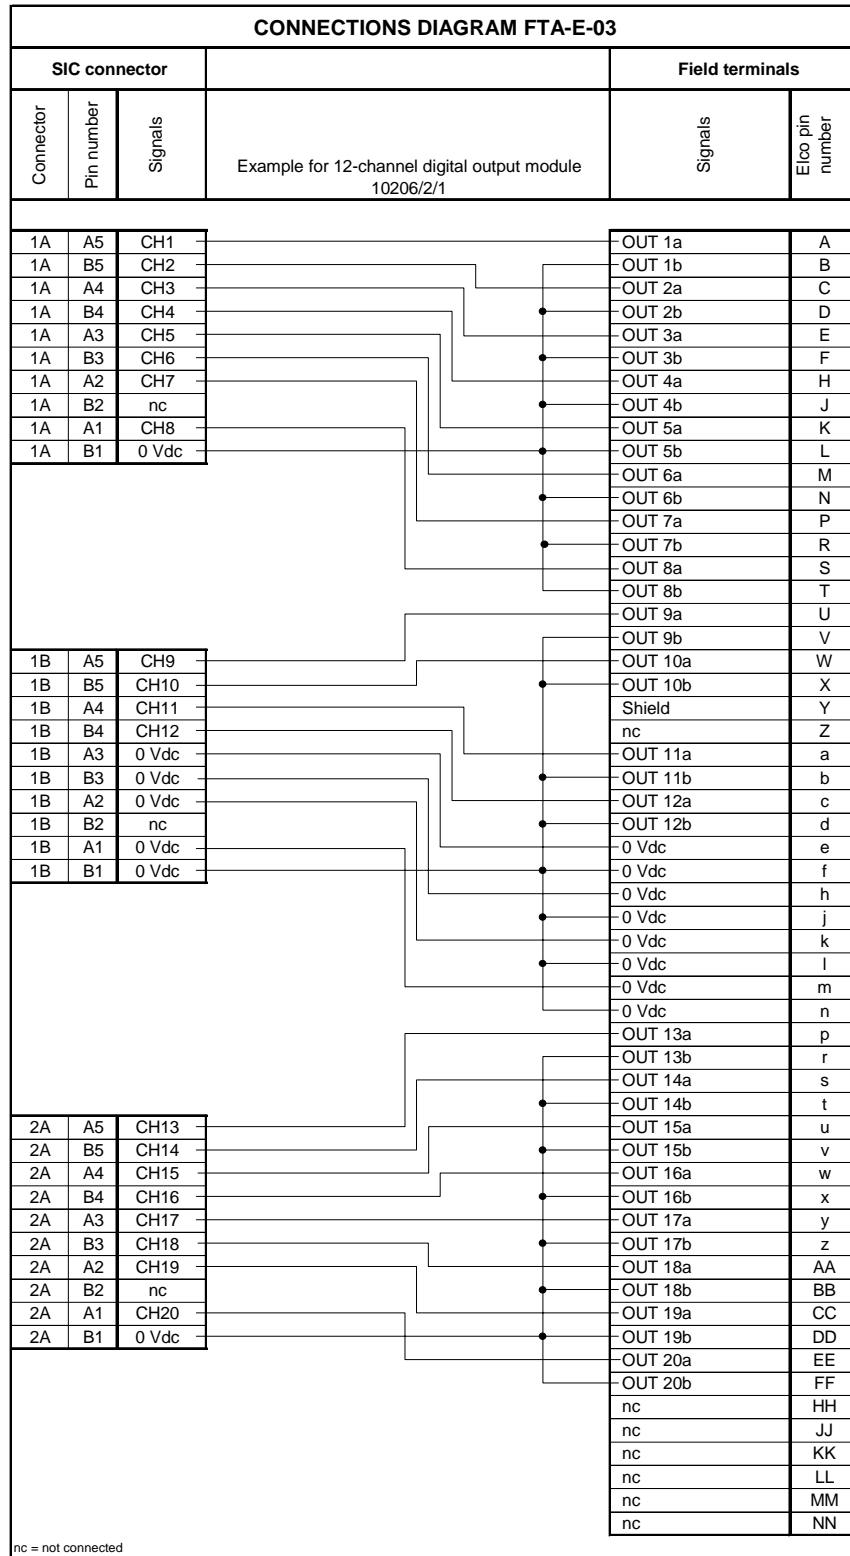 CONNECTIONS DIAGRAM FTA-E-03
SIC connector
Field terminals
Connector
Pin number
Signals
Example for 12-channel digital output module
10206/2/1
Signals
Elco pin
number
1A A5 CH1 OUT 1a A
1A B5 CH2 OUT 1b B
1A A4 CH3 OUT 2a C
1A B4 CH4 OUT 2b D
1A A3 CH5 OUT 3a E
1A B3 CH6 OUT 3b F
1A A2 CH7 OUT 4a H
1A B2 nc OUT 4b J
1A A1 CH8 OUT 5a K
1A B1 0 Vdc OUT 5b L
OUT 6a M
OUT 6b N
OUT 7a P
OUT 7b R
OUT 8a S
OUT 8b T
OUT 9a U
OUT 9b V
1B A5 CH9 OUT 10a W
1B B5 CH10 OUT 10b X
1B A4 CH11 Shield Y
1B B4 CH12 nc Z
1B A3 0 Vdc OUT 11a a
1B B3 0 Vdc OUT 11b b
1B A2 0 Vdc OUT 12a c
1B B2 nc OUT 12b d
1B A1 0 Vdc 0 Vdc e
1B B1 0 Vdc 0 Vdc f
0 Vdc h
0 Vdc j
0 Vdc k
0 Vdc l
0 Vdc m
0 Vdc n
OUT 13a p
OUT 13b r
OUT 14a s
OUT 14b t
2A A5 CH13 OUT 15a u
2A B5 CH14 OUT 15b v
2A A4 CH15 OUT 16a w
2A B4 CH16 OUT 16b x
2A A3 CH17 OUT 17a y
2A B3 CH18 OUT 17b z
2A A2 CH19 OUT 18a AA
2A B2 nc OUT 18b BB
2A A1 CH20 OUT 19a CC
2A B1 0 Vdc OUT 19b DD
OUT 20a EE
OUT 20b FF
nc HH
nc JJ
nc KK
nc LL
nc MM
nc NN
nc = not connected